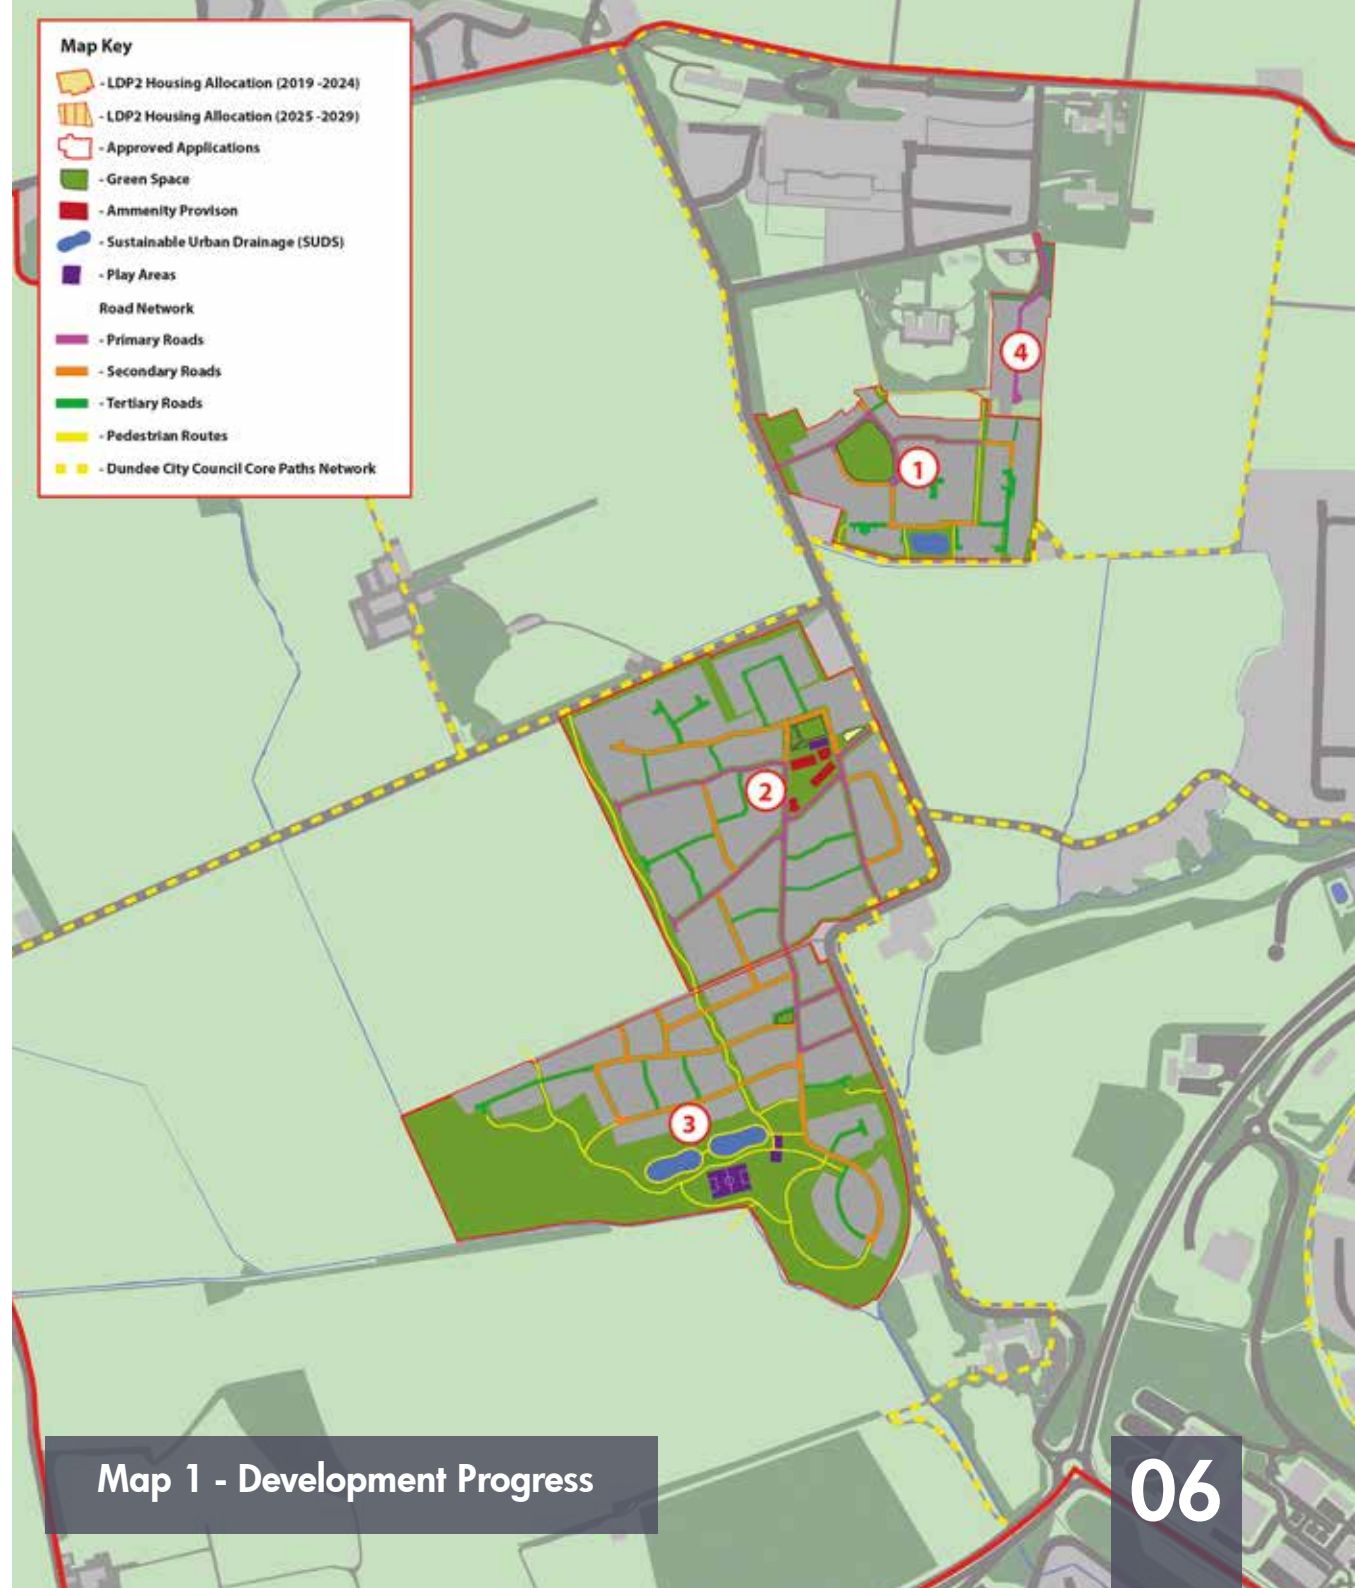 Map Key
- LDP2 Housing Allocation (2019 -2024)
- LDP2 Housing Allocation (2025 -2029)
- Approved Applications
- Green Space
- Ammenity Provison
- Sustainable Urban Drainage (SUDS)
- Play Areas
Road Network
- Primary Roads
- Secondary Roads
- Tertiary Roads
- Pedestrian Routes
- Dundee City Council Core Paths Network
4
1
2
3
Map 1 - Development Progress
06